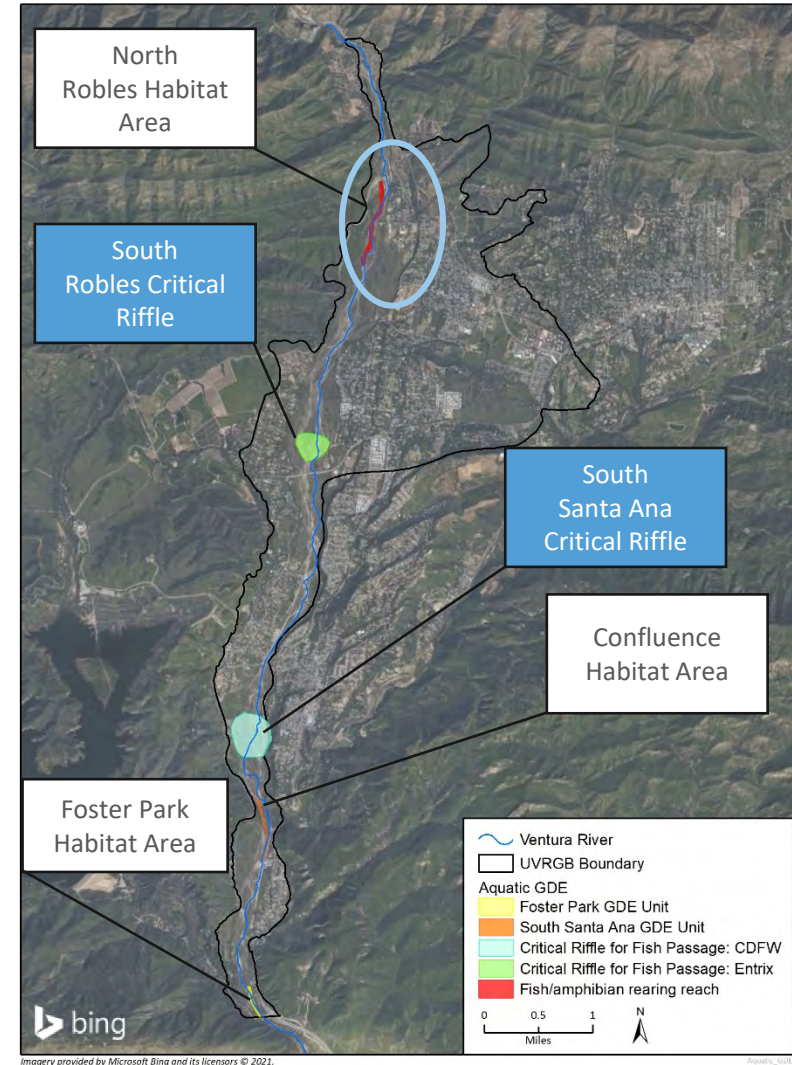 North
Robles Habitat
Area
South
Robles Critical
Riffle
South
Santa Ana
Critical Riffle
Confluence
Habitat Area
Foster Park
Habitat Area
Ventura River
UVRGB Boundary
Aquatic GDE
Foster Park GDE Unit
South Santa Ana GDE Unit
Critical Riffle for Fish Passage: CDFW
Critical Riffle for Fish Passage: Entrix
Fish/amphibian rearing reach
0 0.5 1
Miles
N
bing
Imagery provided by Microsoft Bing and its licensors © 2021.
Aquatic_GDE